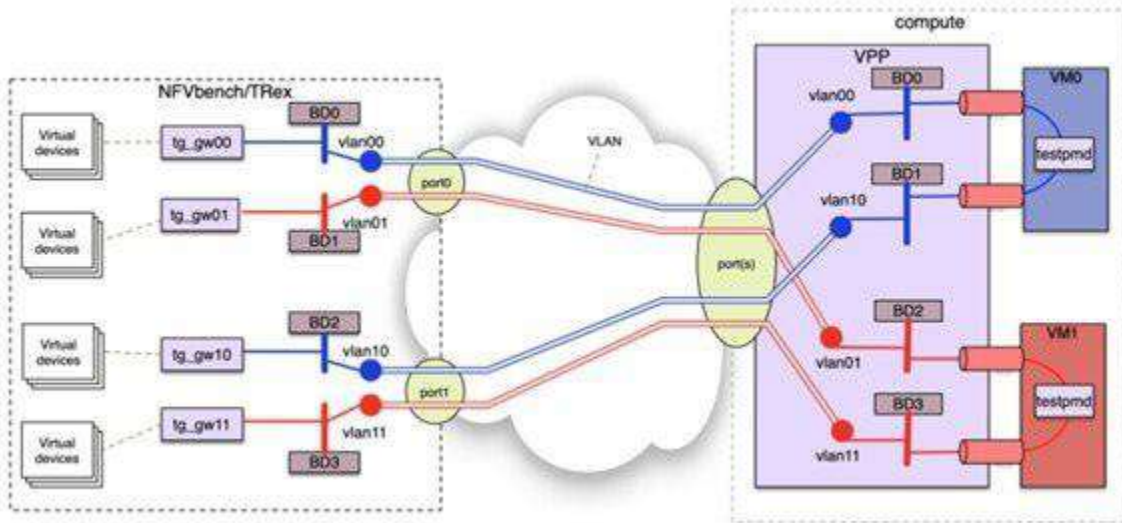 compute
VPP
NFVbench/TRex
BD0
VM0
BD0
vlan00
Virtual
devices
tg_gw00
vlan00
VLAN
testpmd
port0
BD1
vlan10
tg_gw01
vlan01
Virtual
devices
BD1
port(s)
BD2
BD2
VM1
Virtual
devices
tg_gw10
vlan10
vlan01
port1
BD3
testpmd
tg_gw11
vlan11
Virtual
devices
BD3
vlan11